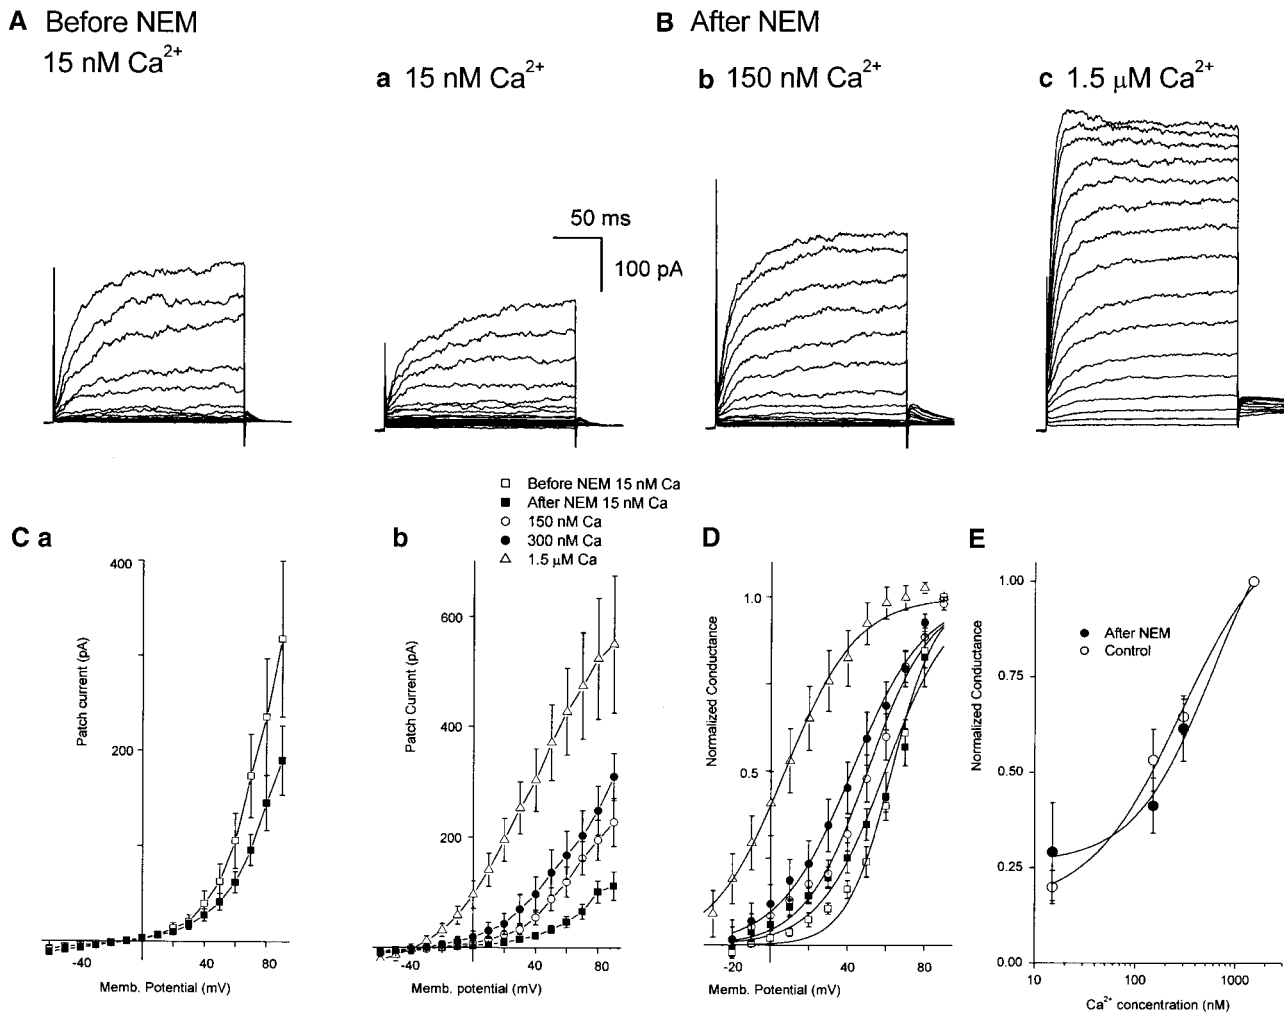 A Before NEM
15 nM Ca²⁺
B After NEM
a 15 nM Ca²⁺
b 150 nM Ca²⁺
c 1.5 μM Ca²⁺
50 ms
100 pA
Before NEM 15 nM Ca
After NEM 15 nM Ca
150 nM Ca
300 nM Ca
1.5 μM Ca
C a
400
200
Patch current (pA)
-40
40
80
Memb. Potential (mV)
b
600
400
200
Patch Current (pA)
-40
40
80
Memb. potential (mV)
D
1.0
0.5
Normalized Conductance
-20
40
80
Memb. Potential (mV)
E
1.00
0.75
0.50
0.25
0.00
Normalized Conductance
After NEM
Control
10
100
1000
Ca²⁺ concentration (nM)